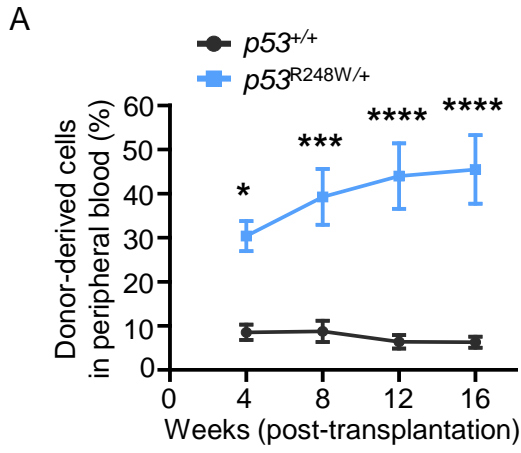 A
p53+/+
p53R248W/+
Donor-derived cells
in peripheral blood (%)
60
50
40
30
20
10
0
*
***
****
****
0 4 8 12 16
Weeks (post-transplantation)